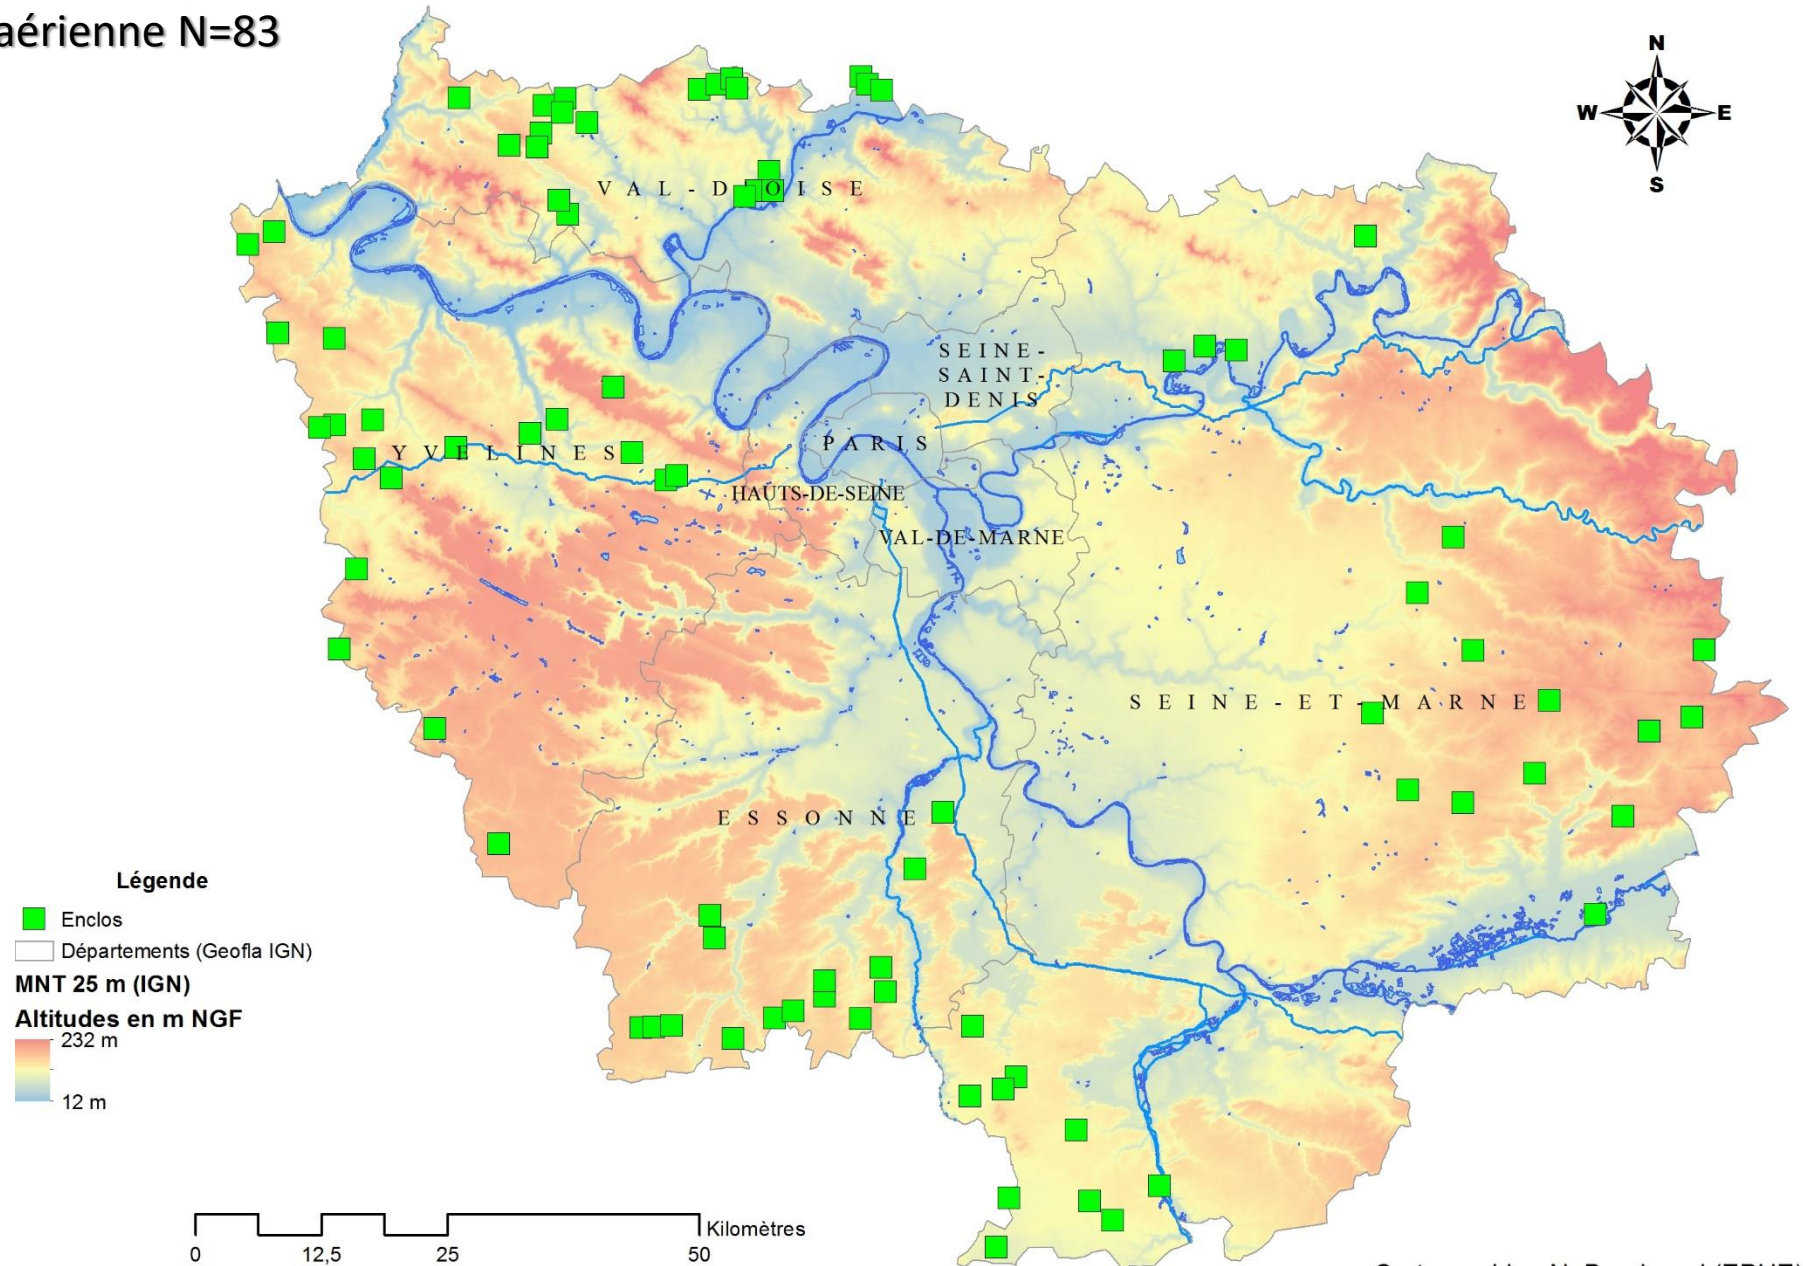 aérienne N=83
N
W E
S
VAL-D'OISE
SEINE-
SAINT-
DENIS
PARIS
YVELINES
HAUTS-DE-SEINE
VAL-DE-MARNE
SEINE-ET-MARNE
ESSONNE
Légende
Enclos
Départements (Geofla IGN)
MNT 25 m (IGN)
Altitudes en m NGF
232 m
12 m
Kilomètres
0 12,5 25 50